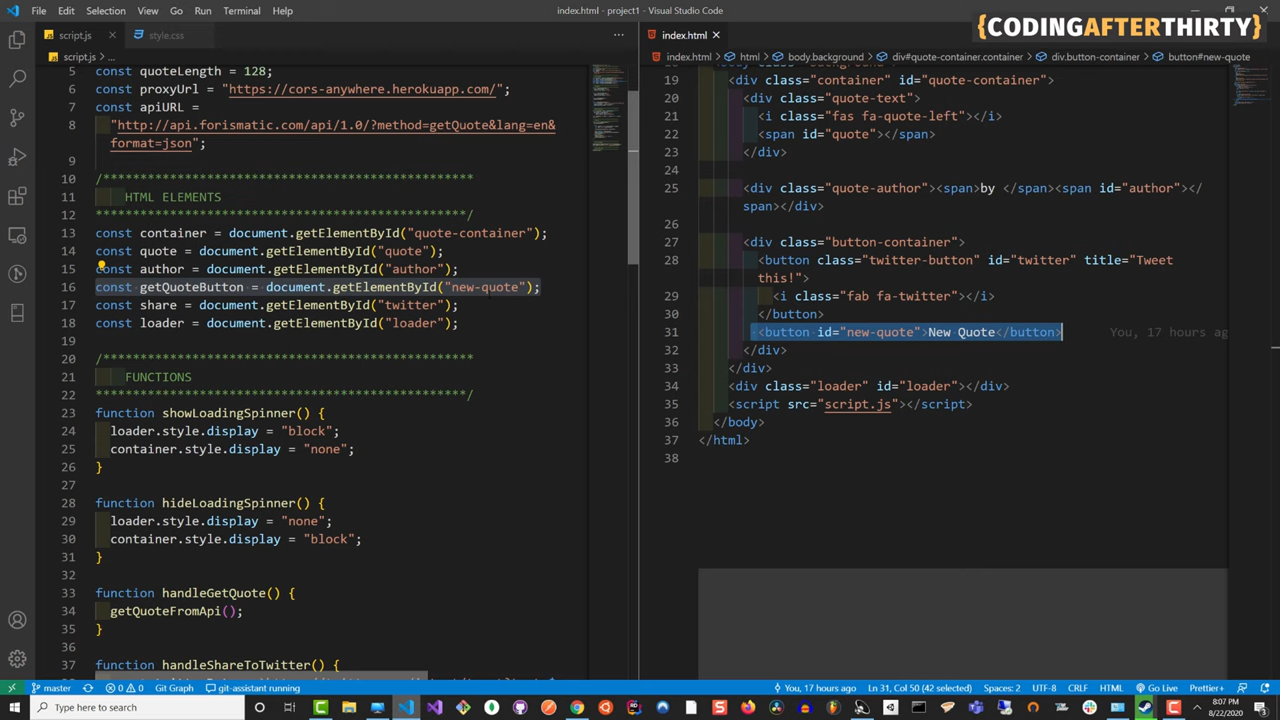 File Edit Selection View Go Run Terminal Help
index.html - project1 - Visual Studio Code
{CODINGAFTERTHIRTY}
script.js
style.css
script.js > ...
5 const quoteLength = 128;
6 const proxyUrl = "https://cors-anywhere.herokuapp.com/";
7 const apiURL =
8 "http://api.forismatic.com/api/1.0/?method=getQuote&lang=en&
format=json";
9
10 /**************************************************
11 HTML ELEMENTS
12 **************************************************/
13 const container = document.getElementById("quote-container");
14 const quote = document.getElementById("quote");
15 const author = document.getElementById("author");
16 const getQuoteButton = document.getElementById("new-quote");
17 const share = document.getElementById("twitter");
18 const loader = document.getElementById("loader");
19
20 /**************************************************
21 FUNCTIONS
22 **************************************************/
23 function showLoadingSpinner() {
24 loader.style.display = "block";
25 container.style.display = "none";
26 }
27
28 function hideLoadingSpinner() {
29 loader.style.display = "none";
30 container.style.display = "block";
31 }
32
33 function handleGetQuote() {
34 getQuoteFromApi();
35 }
36
37 function handleShareToTwitter() {
index.html
index.html > html > body.background > div#quote-container.container > div.button-container > button#new-quote
19 <div class="container" id="quote-container">
20 <div class="quote-text">
21 <i class="fas fa-quote-left"></i>
22 <span id="quote"></span>
23 </div>
24
25 <div class="quote-author"><span>by </span><span id="author"></
span></div>
26
27 <div class="button-container">
28 <button class="twitter-button" id="twitter" title="Tweet
this!">
29 <i class="fab fa-twitter"></i>
30 </button>
31 <button id="new-quote">New Quote</button> You, 17 hours ag
32 </div>
33 </div>
34 <div class="loader" id="loader"></div>
35 <script src="script.js"></script>
36 </body>
37 </html>
38
master 0 0 Git Graph git-assistant running You, 17 hours ago Ln 31, Col 50 (42 selected) Spaces: 2 UTF-8 CRLF HTML Go Live Prettier+
Type here to search
8:07 PM
8/22/2020